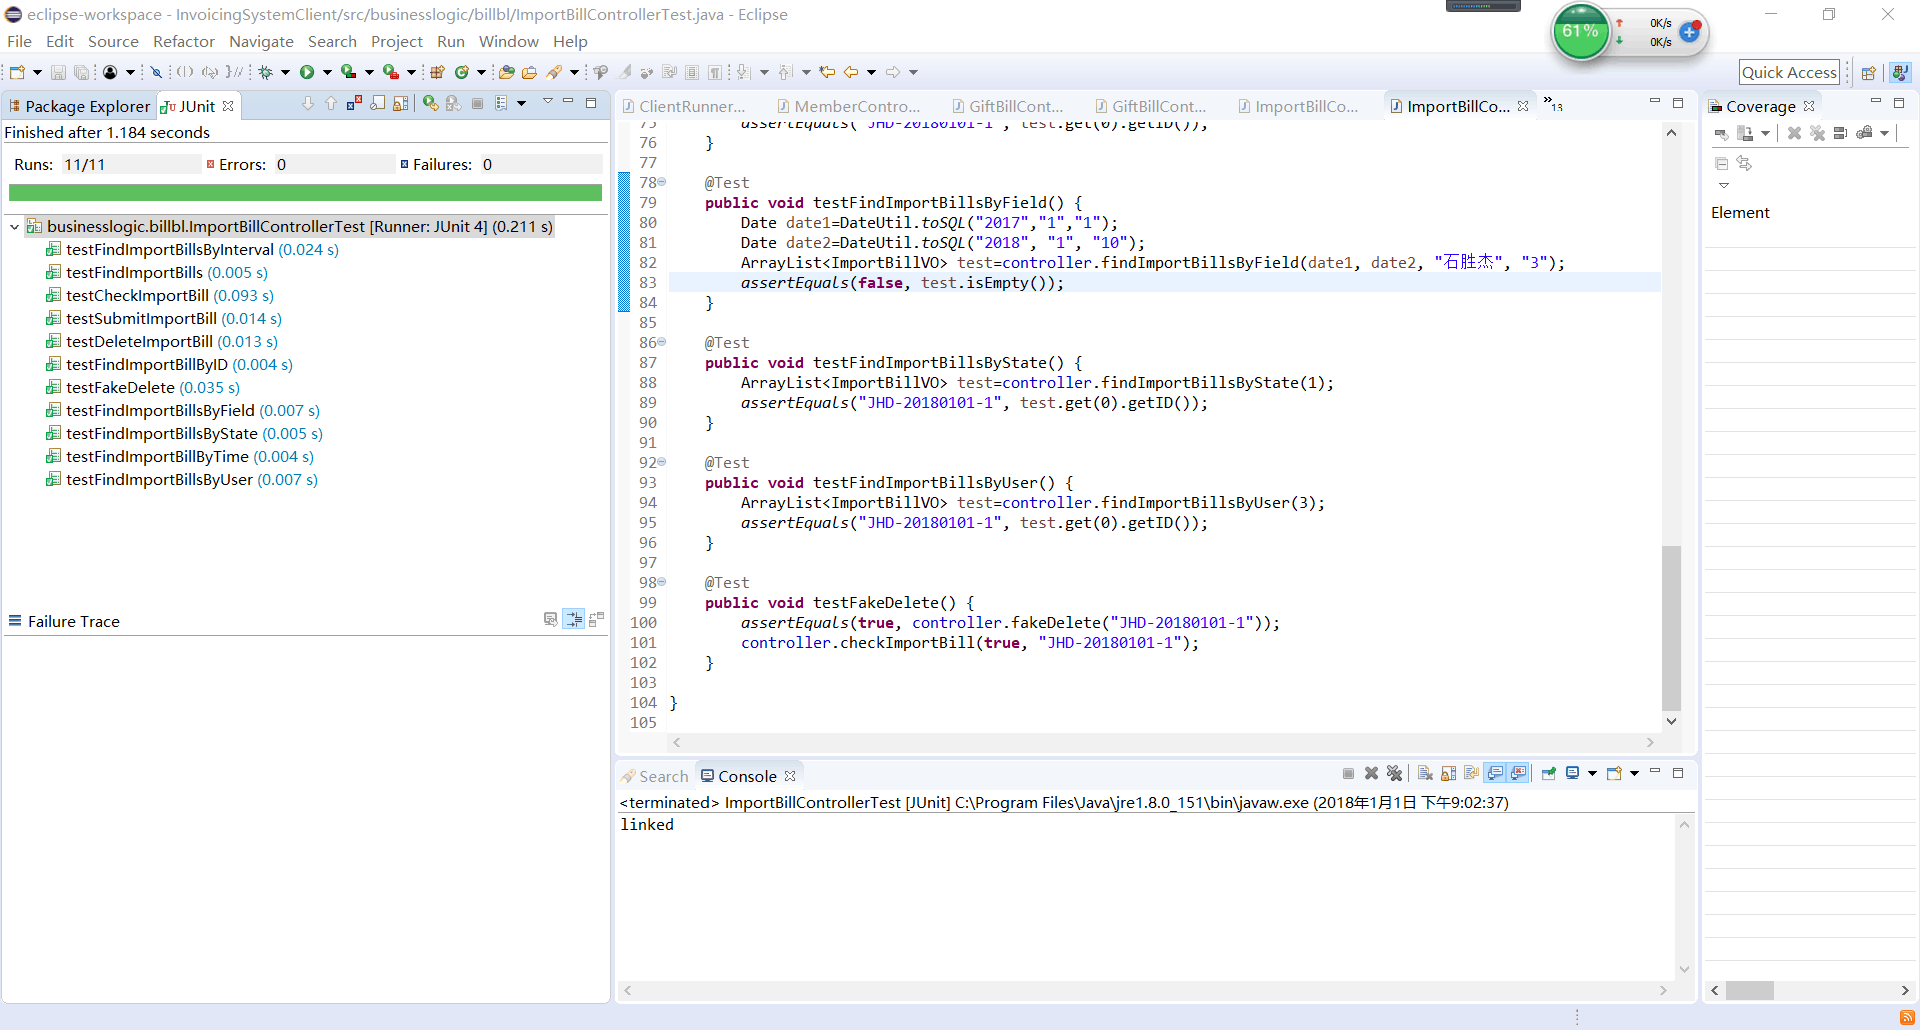 eclipse-workspace - InvoicingSystemClient/src/businesslogic/billbl/ImportBillControllerTest.java - Eclipse
61%
0K/s
0K/s
File Edit Source Refactor Navigate Search Project Run Window Help
Quick Access
Package Explorer
JUnit
Finished after 1.184 seconds
Runs: 11/11 Errors: 0 Failures: 0
businesslogic.billbl.ImportBillControllerTest [Runner: JUnit 4] (0.211 s)
testFindImportBillsByInterval (0.024 s)
testFindImportBills (0.005 s)
testCheckImportBill (0.093 s)
testSubmitImportBill (0.014 s)
testDeleteImportBill (0.013 s)
testFindImportBillByID (0.004 s)
testFakeDelete (0.035 s)
testFindImportBillsByField (0.007 s)
testFindImportBillsByState (0.005 s)
testFindImportBillByTime (0.004 s)
testFindImportBillsByUser (0.007 s)
Failure Trace
ClientRunner... MemberContro... GiftBillCont... GiftBillCont... ImportBillCo... ImportBillCo... »13
75 assertEquals("JHD-20180101-1", test.get(0).getID());
76 }
77
78 @Test
79 public void testFindImportBillsByField() {
80 Date date1=DateUtil.toSQL("2017","1","1");
81 Date date2=DateUtil.toSQL("2018", "1", "10");
82 ArrayList<ImportBillVO> test=controller.findImportBillsByField(date1, date2, "石胜杰", "3");
83 assertEquals(false, test.isEmpty());
84 }
85
86 @Test
87 public void testFindImportBillsByState() {
88 ArrayList<ImportBillVO> test=controller.findImportBillsByState(1);
89 assertEquals("JHD-20180101-1", test.get(0).getID());
90 }
91
92 @Test
93 public void testFindImportBillsByUser() {
94 ArrayList<ImportBillVO> test=controller.findImportBillsByUser(3);
95 assertEquals("JHD-20180101-1", test.get(0).getID());
96 }
97
98 @Test
99 public void testFakeDelete() {
100 assertEquals(true, controller.fakeDelete("JHD-20180101-1"));
101 controller.checkImportBill(true, "JHD-20180101-1");
102 }
103
104 }
105
Search
Console
<terminated> ImportBillControllerTest [JUnit] C:\Program Files\Java\jre1.8.0_151\bin\javaw.exe (2018年1月1日 下午9:02:37)
linked
Coverage
Element